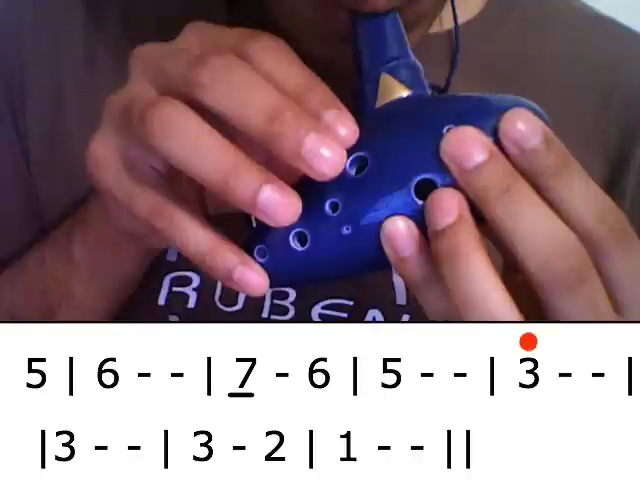 RUBEN
5 | 6 - - | 7 - 6 | 5 - - | 3 - - |
|3 - - | 3 - 2 | 1 - - ||